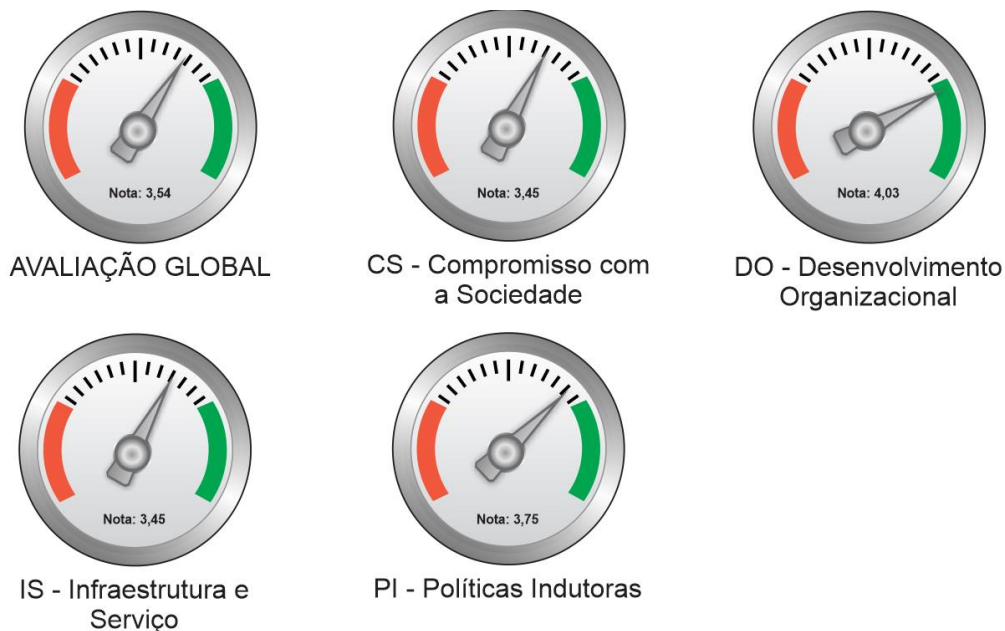 Nota: 3,54
AVALIAÇÃO GLOBAL
Nota: 3,45
CS - Compromisso com
a Sociedade
Nota: 4,03
DO - Desenvolvimento
Organizacional
Nota: 3,45
IS - Infraestrutura e
Serviço
Nota: 3,75
PI - Políticas Indutoras